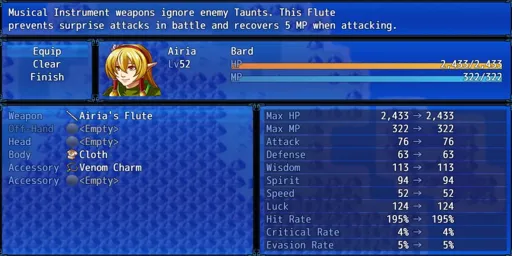 Musical Instrument weapons ignore enemy Taunts. This Flute
prevents surprise attacks in battle and recovers 5 MP when attacking.
Equip
Clear
Finish
Airia Bard
Lv52 HP 2,433/2,433
MP 322/322
Weapon Airia's Flute
Off-Hand <Empty>
Head <Empty>
Body Cloth
Accessory Venom Charm
Accessory <Empty>
Max HP 2,433 → 2,433
Max MP 322 → 322
Attack 76 → 76
Defense 63 → 63
Wisdom 113 → 113
Spirit 94 → 94
Speed 52 → 52
Luck 124 → 124
Hit Rate 195% → 195%
Critical Rate 4% → 4%
Evasion Rate 5% → 5%